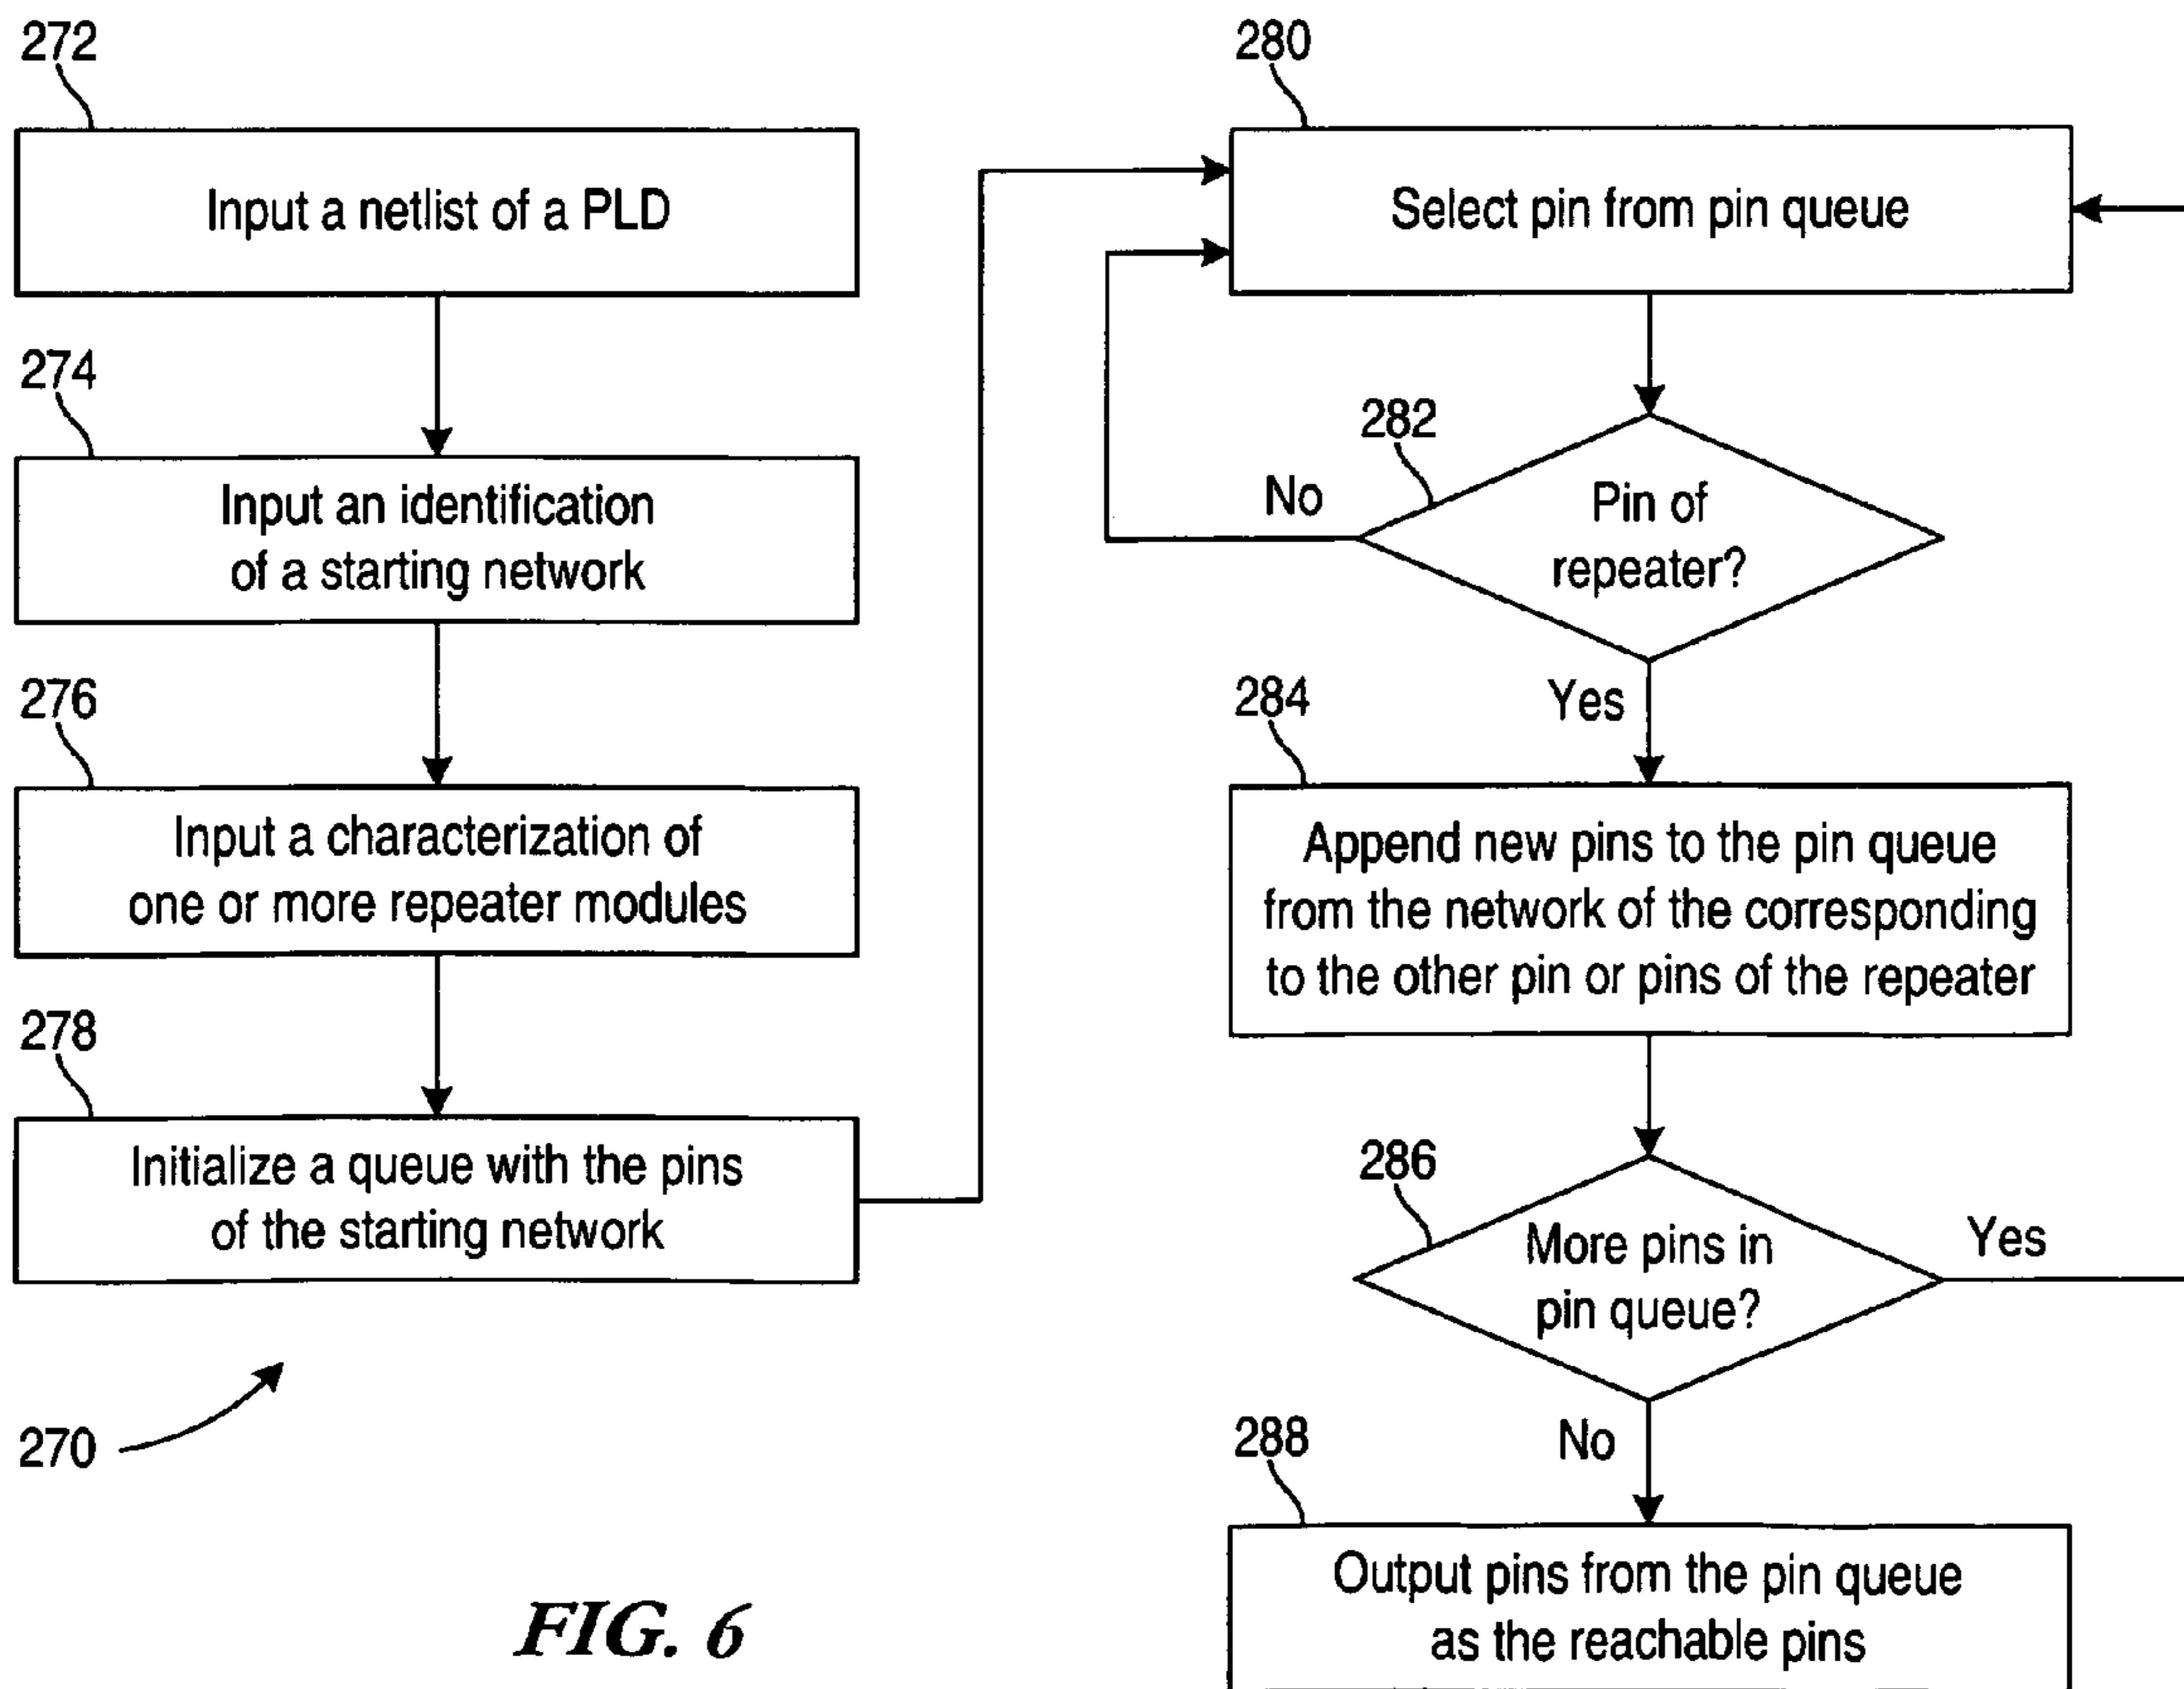 272
Input a netlist of a PLD
274
Input an identification
of a starting network
276
Input a characterization of
one or more repeater modules
278
Initialize a queue with the pins
of the starting network
270
FIG. 6
280
Select pin from pin queue
282
No
Pin of
repeater?
Yes
284
Append new pins to the pin queue
from the network of the corresponding
to the other pin or pins of the repeater
286
More pins in
pin queue?
Yes
No
288
Output pins from the pin queue
as the reachable pins